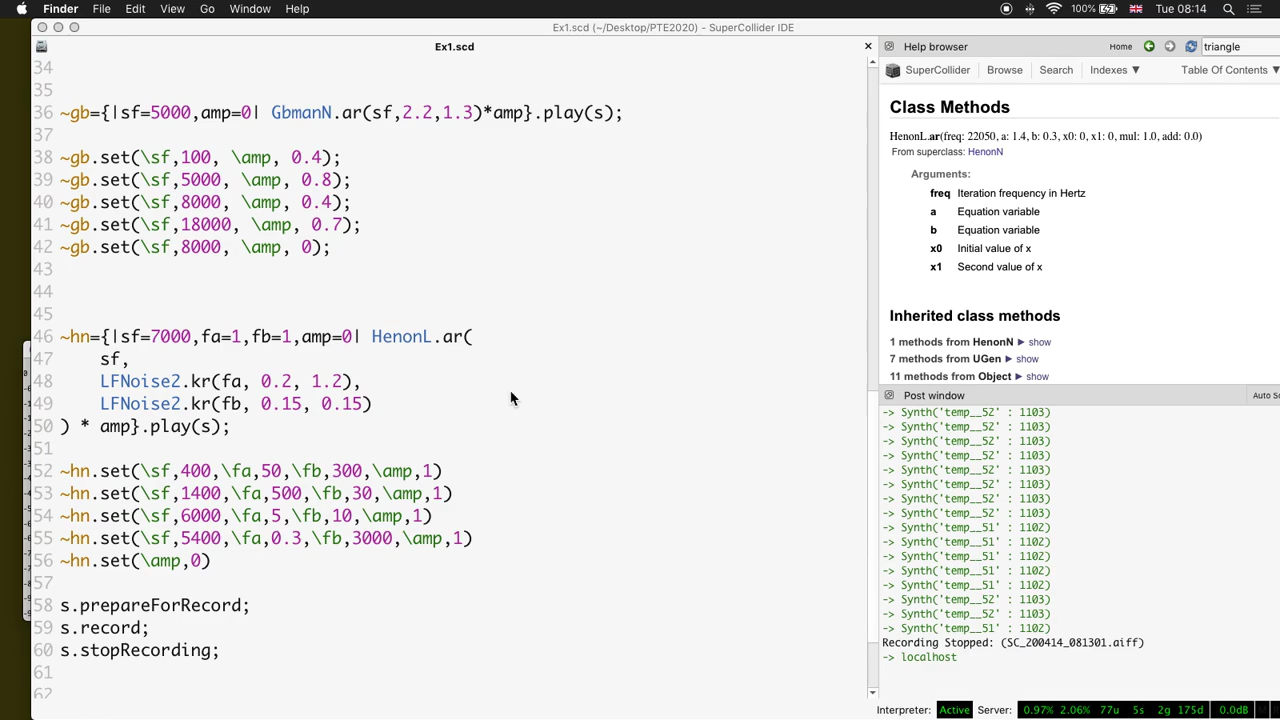 Finder File Edit View Go Window Help 100% Tue 08:14
Ex1.scd (~/Desktop/PTE2020) - SuperCollider IDE
Ex1.scd
34
35
36 ~gb={|sf=5000,amp=0| GbmanN.ar(sf,2.2,1.3)*amp}.play(s);
37
38 ~gb.set(\sf,100, \amp, 0.4);
39 ~gb.set(\sf,5000, \amp, 0.8);
40 ~gb.set(\sf,8000, \amp, 0.4);
41 ~gb.set(\sf,18000, \amp, 0.7);
42 ~gb.set(\sf,8000, \amp, 0);
43
44
45
46 ~hn={|sf=7000,fa=1,fb=1,amp=0| HenonL.ar(
47 sf,
48 LFNoise2.kr(fa, 0.2, 1.2),
49 LFNoise2.kr(fb, 0.15, 0.15)
50 ) * amp}.play(s);
51
52 ~hn.set(\sf,400,\fa,50,\fb,300,\amp,1)
53 ~hn.set(\sf,1400,\fa,500,\fb,30,\amp,1)
54 ~hn.set(\sf,6000,\fa,5,\fb,10,\amp,1)
55 ~hn.set(\sf,5400,\fa,0.3,\fb,3000,\amp,1)
56 ~hn.set(\amp,0)
57
58 s.prepareForRecord;
59 s.record;
60 s.stopRecording;
61
62
Help browser Home triangle
SuperCollider Browse Search Indexes ▼ Table Of Contents ▼
Class Methods
HenonL.ar(freq: 22050, a: 1.4, b: 0.3, x0: 0, x1: 0, mul: 1.0, add: 0.0)
From superclass: HenonN
Arguments:
freq Iteration frequency in Hertz
a Equation variable
b Equation variable
x0 Initial value of x
x1 Second value of x
Inherited class methods
1 methods from HenonN ▶ show
7 methods from UGen ▶ show
11 methods from Object ▶ show
Post window Auto Sc
-> Synth('temp__52' : 1103)
-> Synth('temp__52' : 1103)
-> Synth('temp__52' : 1103)
-> Synth('temp__52' : 1103)
-> Synth('temp__52' : 1103)
-> Synth('temp__52' : 1103)
-> Synth('temp__52' : 1103)
-> Synth('temp__52' : 1103)
-> Synth('temp__51' : 1102)
-> Synth('temp__51' : 1102)
-> Synth('temp__51' : 1102)
-> Synth('temp__51' : 1102)
-> Synth('temp__51' : 1102)
-> Synth('temp__52' : 1103)
-> Synth('temp__52' : 1103)
-> Synth('temp__51' : 1102)
Recording Stopped: (SC_200414_081301.aiff)
-> localhost
Interpreter: Active Server: 0.97% 2.06% 77u 5s 2g 175d 0.0dB